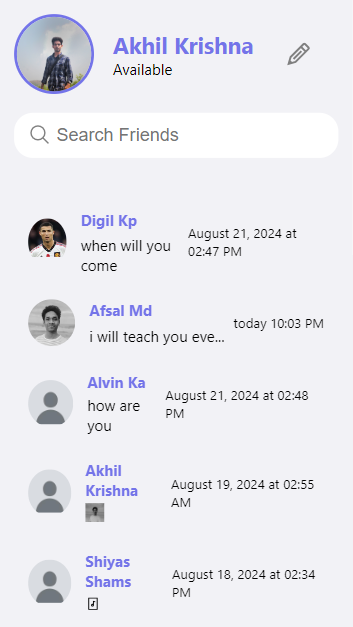 Akhil Krishna
Available
Search Friends
Digil Kp
when will you
come
August 21, 2024 at
02:47 PM
Afsal Md
i will teach you eve...
today 10:03 PM
Alvin Ka
how are
you
August 21, 2024 at 02:48
PM
Akhil
Krishna
August 19, 2024 at 02:55
AM
Shiyas
Shams
August 18, 2024 at 02:34
PM